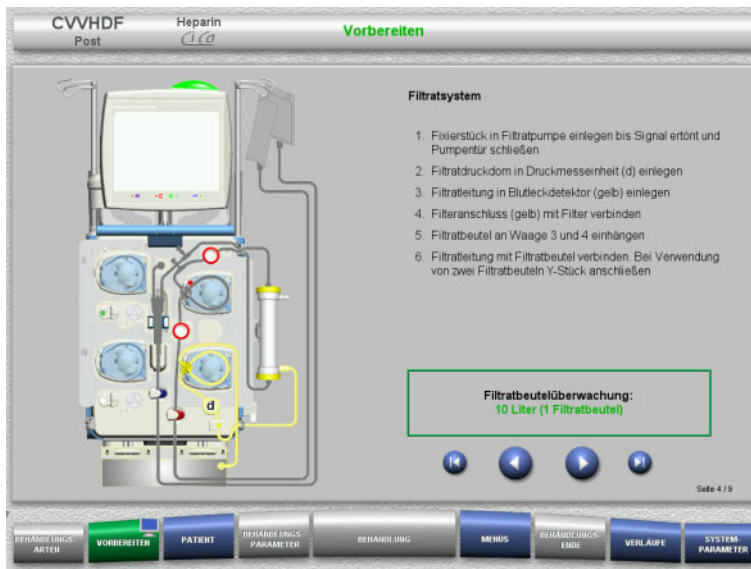 CVVHDF
Post
Heparin
Ci Ca
Vorbereiten
Filtratsystem
1. Fixierstück in Filtratpumpe einlegen bis Signal ertönt und
Pumpentür schließen
2. Filtratdruckdom in Druckmesseinheit (d) einlegen
3. Filtratleitung in Blutleckdetektor (gelb) einlegen
4. Filteranschluss (gelb) mit Filter verbinden
5. Filtratbeutel an Waage 3 und 4 einhängen
6. Filtratleitung mit Filtratbeutel verbinden. Bei Verwendung
von zwei Filtratbeuteln Y-Stück anschließen
d
Filtratbeutelüberwachung:
10 Liter (1 Filtratbeutel)
Seite 4 / 9
BEHANDLUNGS-
ARTEN
VORBEREITEN
PATIENT
BEHANDLUNGS-
PARAMETER
BEHANDLUNG
MENÜS
BEHANDLUNGS-
ENDE
VERLÄUFE
SYSTEM-
PARAMETER